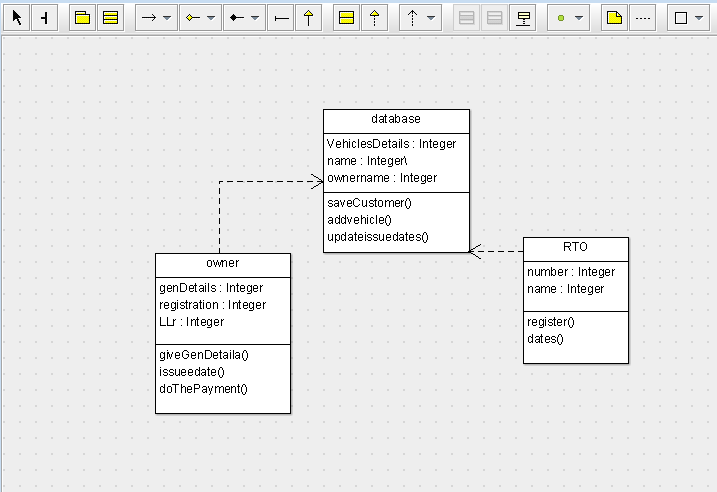 database
VehiclesDetails : Integer
name : Integer\
ownername : Integer
saveCustomer()
addvehicle()
updateissuedates()
owner
genDetails : Integer
registration : Integer
LLr : Integer
giveGenDetaila()
issueedate()
doThePayment()
RTO
number : Integer
name : Integer
register()
dates()